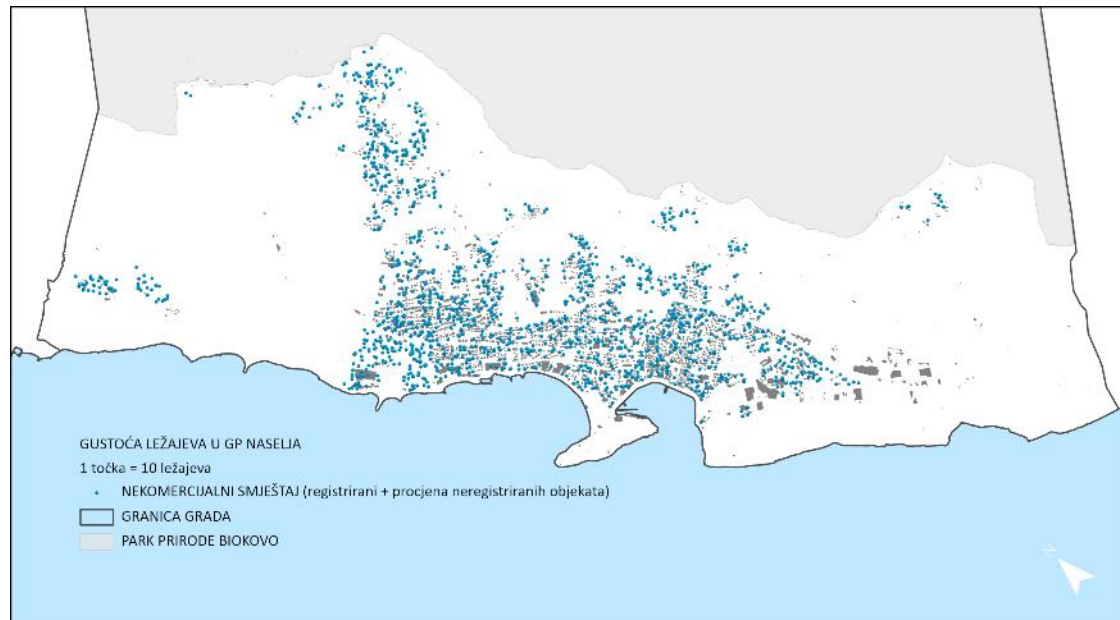 GUSTOĆA LEŽAJEVA U GP NASELJA
1 točka = 10 ležajeva
NEKOMERCIJALNI SMJEŠTAJ (registrirani + procjena neregistriranih objekata)
GRANICA GRADA
PARK PRIRODE BIOKOVO
N